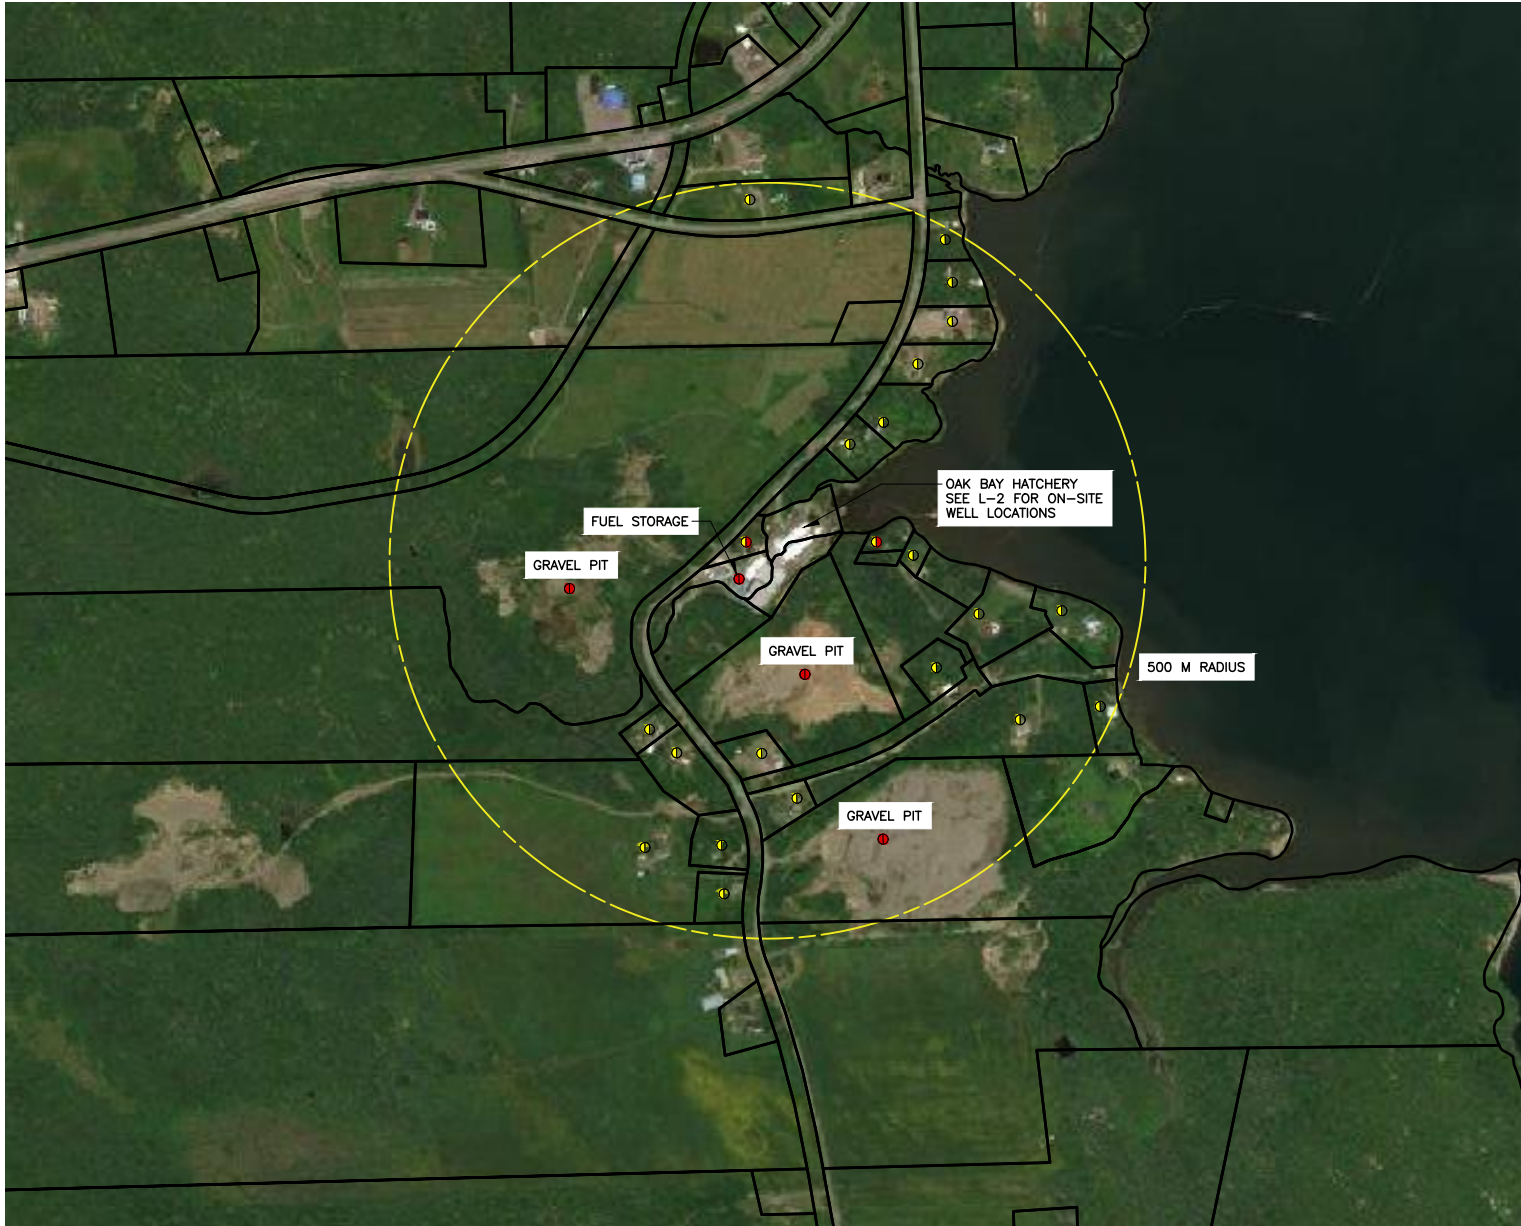 OAK BAY HATCHERY
SEE L-2 FOR ON-SITE
WELL LOCATIONS
FUEL STORAGE
GRAVEL PIT
GRAVEL PIT
500 M RADIUS
GRAVEL PIT